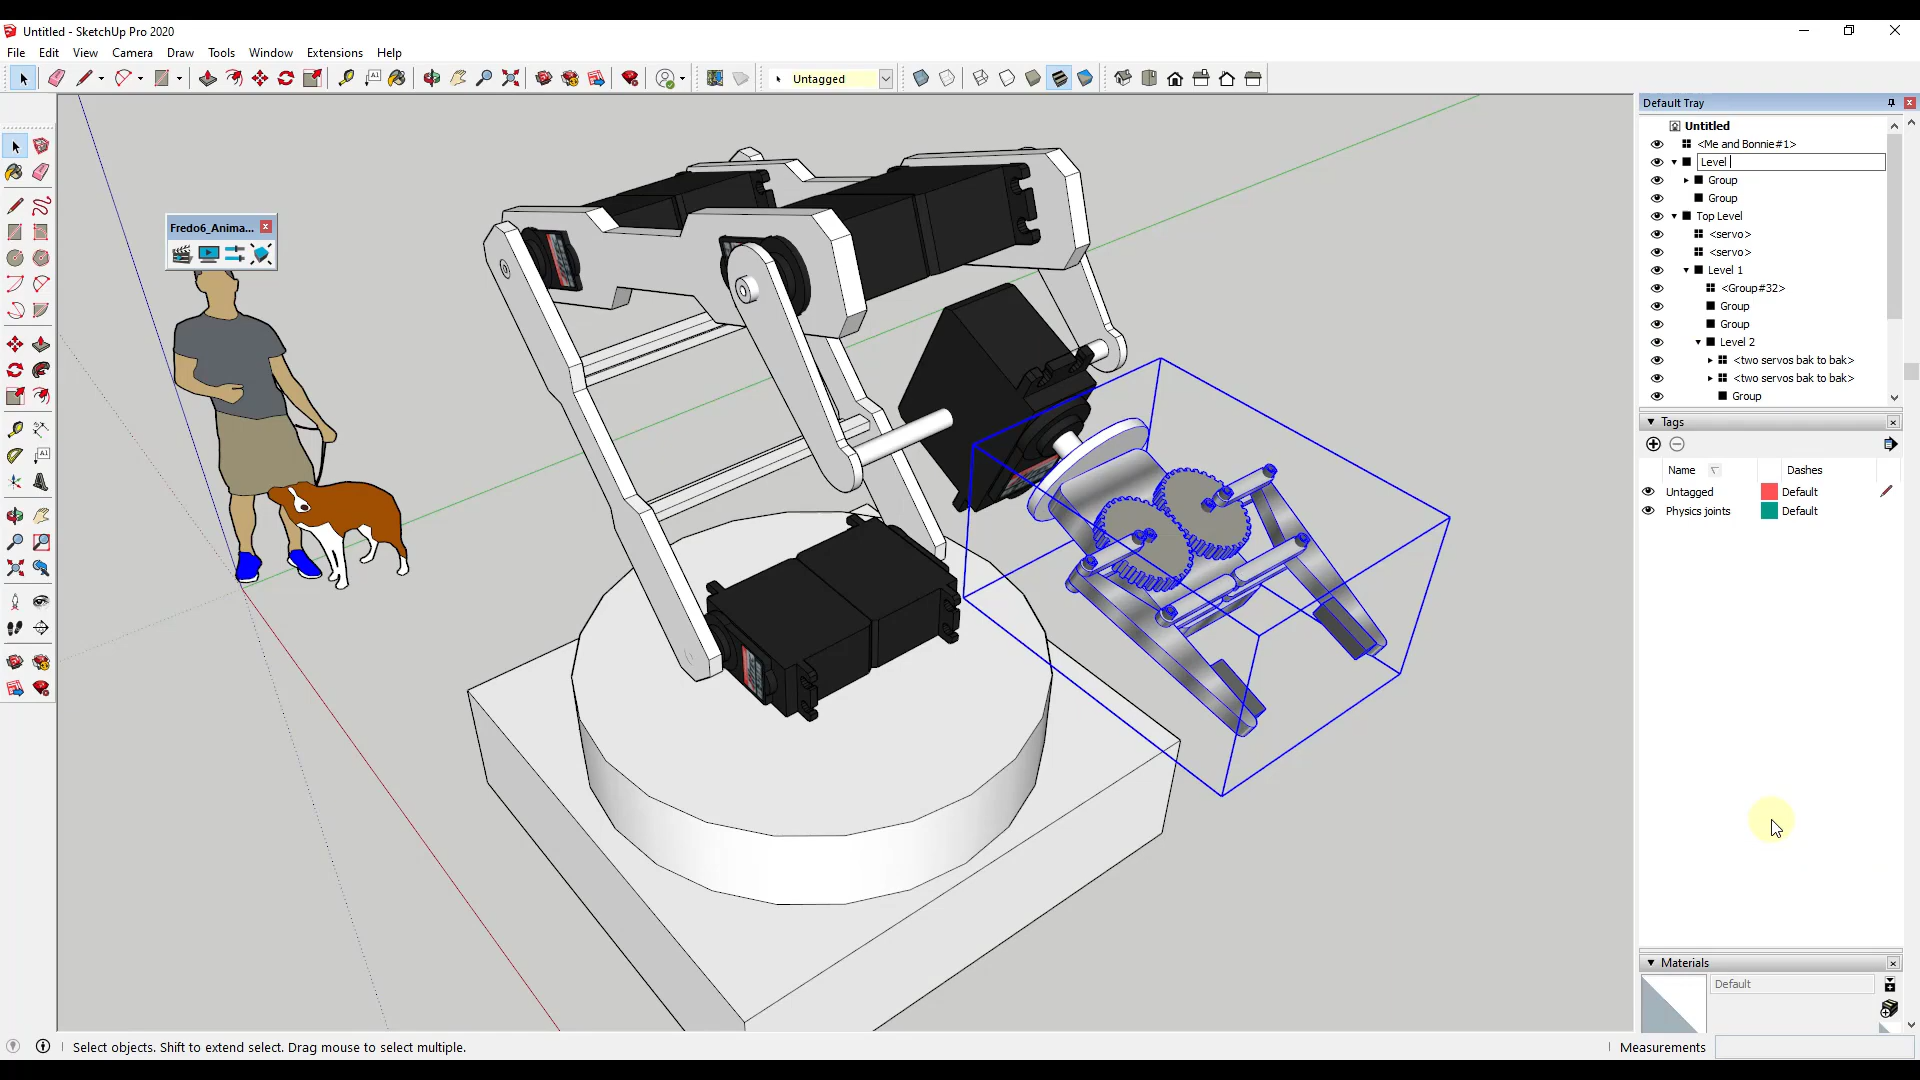 Untitled - SketchUp Pro 2020
File Edit View Camera Draw Tools Window Extensions Help
Untagged
Default Tray
Untitled
<Me and Bonnie#1>
Level
Group
Group
Top Level
<servo>
<servo>
Level 1
<Group#32>
Group
Group
Level 2
<two servos bak to bak>
<two servos bak to bak>
Group
Fredo6_Anima...
Tags
Name Dashes
Untagged Default
Physics joints Default
Materials
Default
Select objects. Shift to extend select. Drag mouse to select multiple.
Measurements